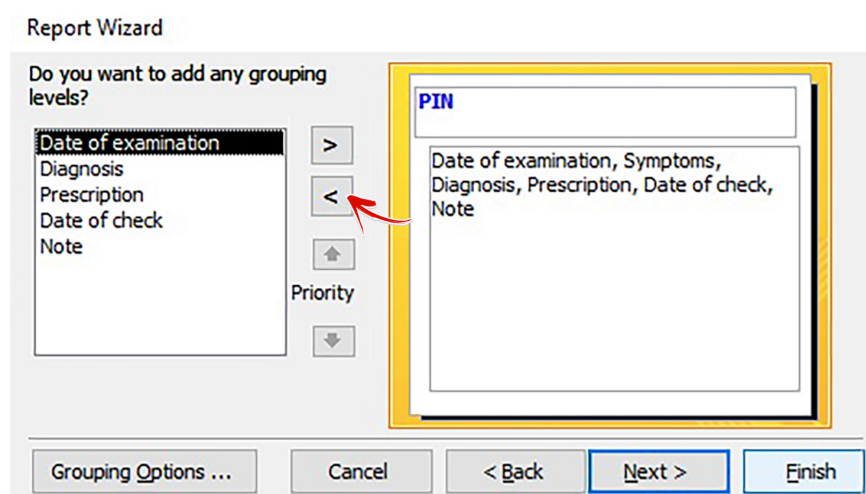 Report Wizard
Do you want to add any grouping
levels?
Date of examination
Diagnosis
Prescription
Date of check
Note
>
<
Priority
PIN
Date of examination, Symptoms,
Diagnosis, Prescription, Date of check,
Note
Grouping Options ...
Cancel
< Back
Next >
Finish